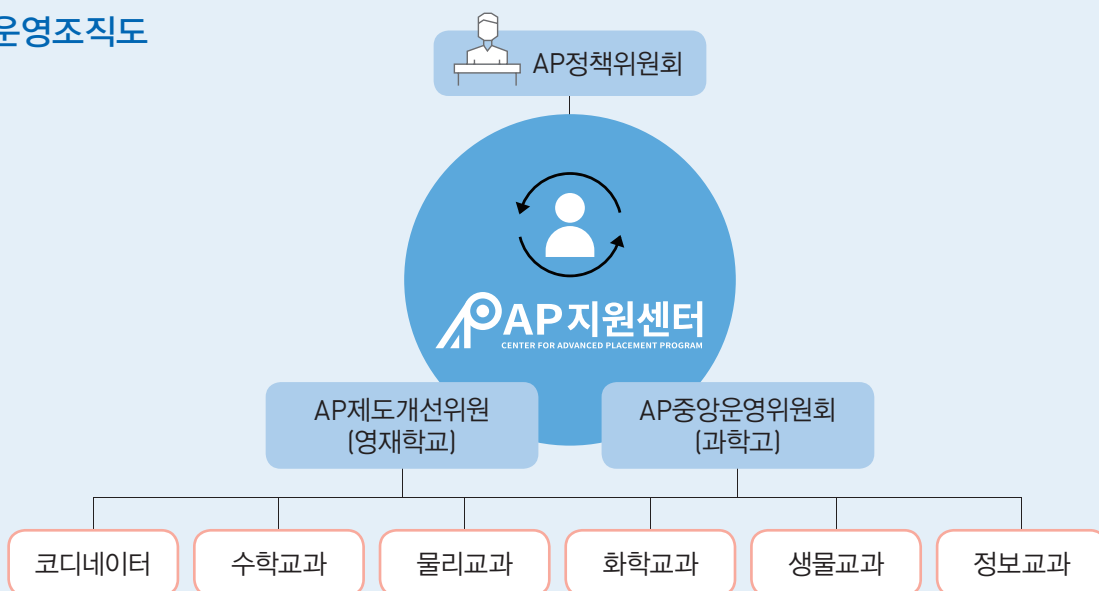 운영조직도
AP정책위원회
AP지원센터
CENTER FOR ADVANCED PLACEMENT PROGRAM
AP제도개선위원
(영재학교)
AP중앙운영위원회
(과학고)
코디네이터
수학교과
물리교과
화학교과
생물교과
정보교과